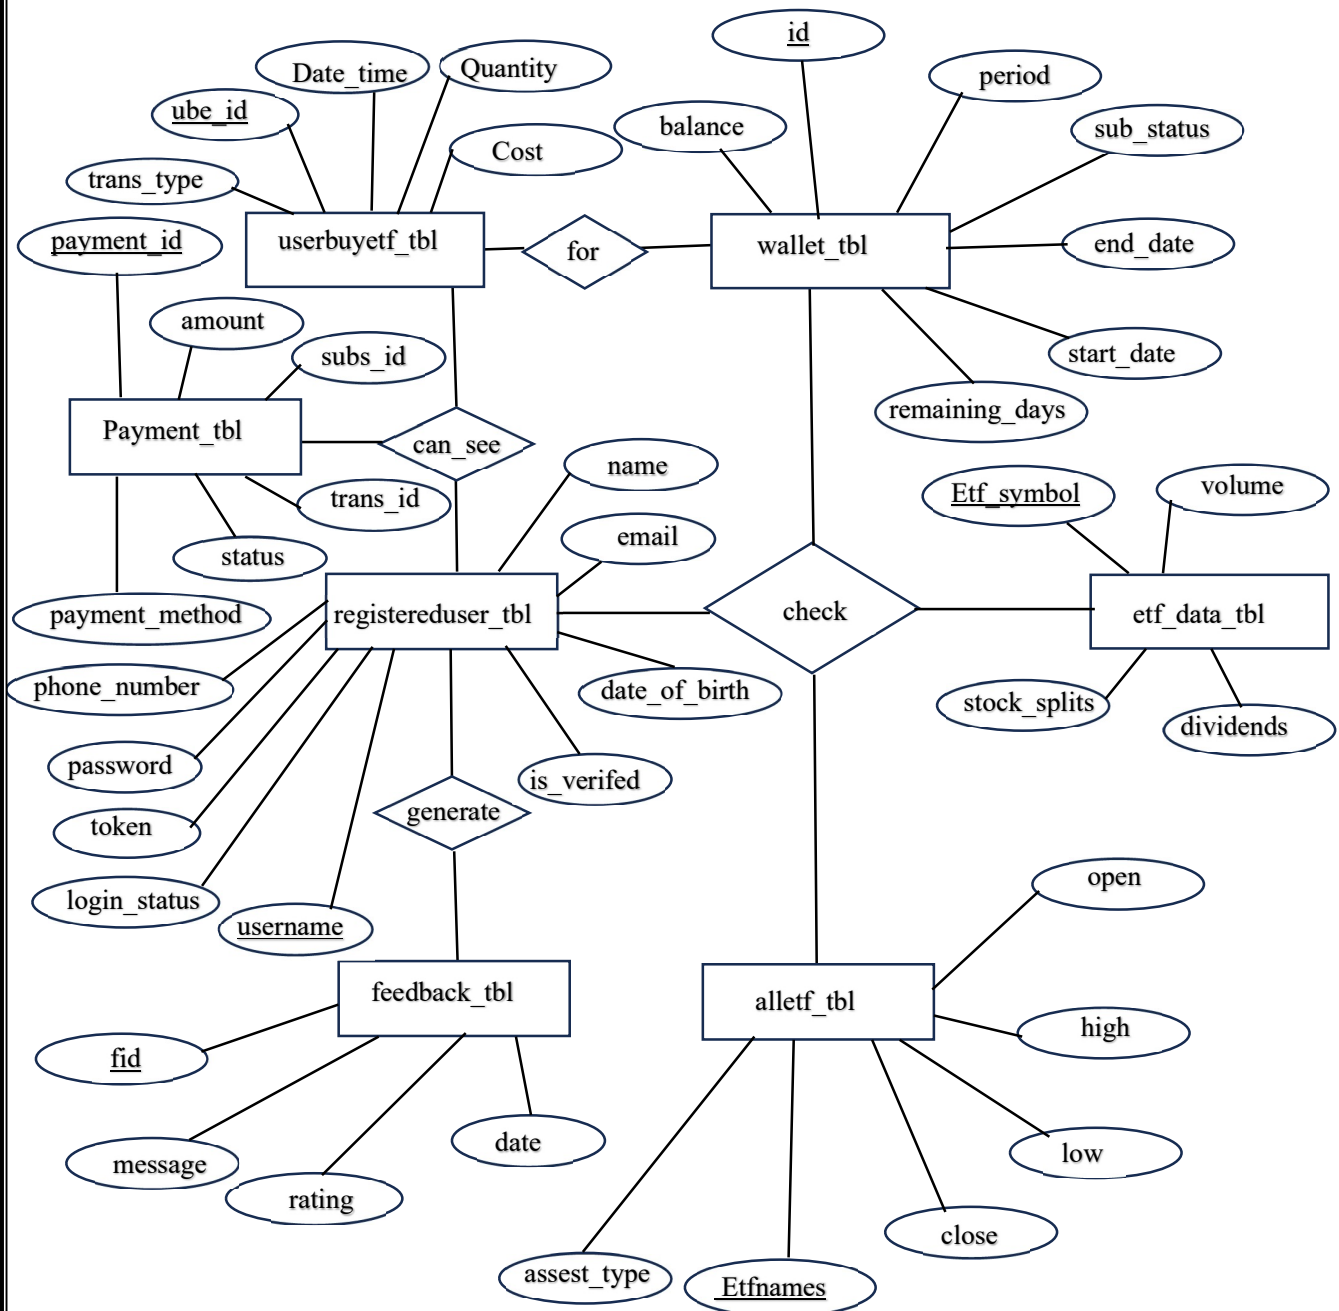 id
Date_time
Quantity
period
ube_id
balance
sub_status
Cost
trans_type
payment_id
userbuyetf_tbl
for
wallet_tbl
end_date
amount
subs_id
start_date
remaining_days
Payment_tbl
can_see
name
Etf_symbol
volume
trans_id
email
status
payment_method
registereduser_tbl
check
etf_data_tbl
phone_number
date_of_birth
stock_splits
dividends
password
is_verifed
token
generate
login_status
username
open
feedback_tbl
alletf_tbl
high
fid
date
low
message
rating
close
assest_type
Etfnames